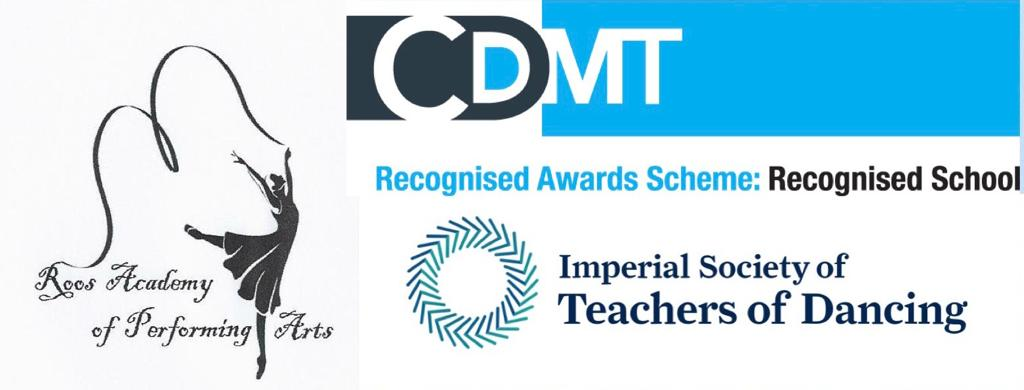 Roos Academy
of Performing Arts
CDMT
Recognised Awards Scheme: Recognised School
Imperial Society of
Teachers of Dancing